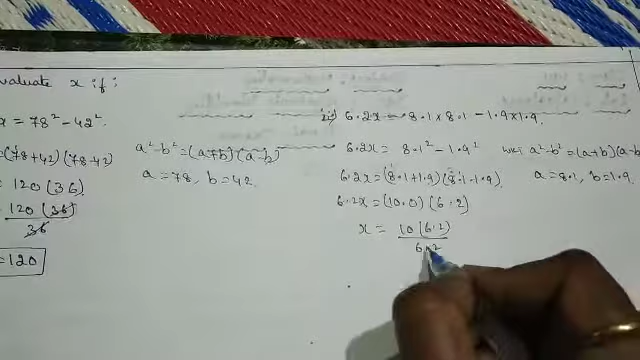 valuate x if:
x = 78² - 42²
(78+42)(78-42)
= 120(36)
= 120(36)
36
= 120
a² - b² = (a+b)(a-b)
a = 78, b = 42.
ii) 6.2x = 8.1 x 8.1 - 1.9 x 1.9.
6.2x = 8.1² - 1.9²
6.2x = (8.1+1.9)(8.1-1.9)
6.2x = (10.0)(6.2)
x = 10(6.2)
6.2
WKT a² - b² = (a+b)(a-b
a = 8.1, b = 1.9.